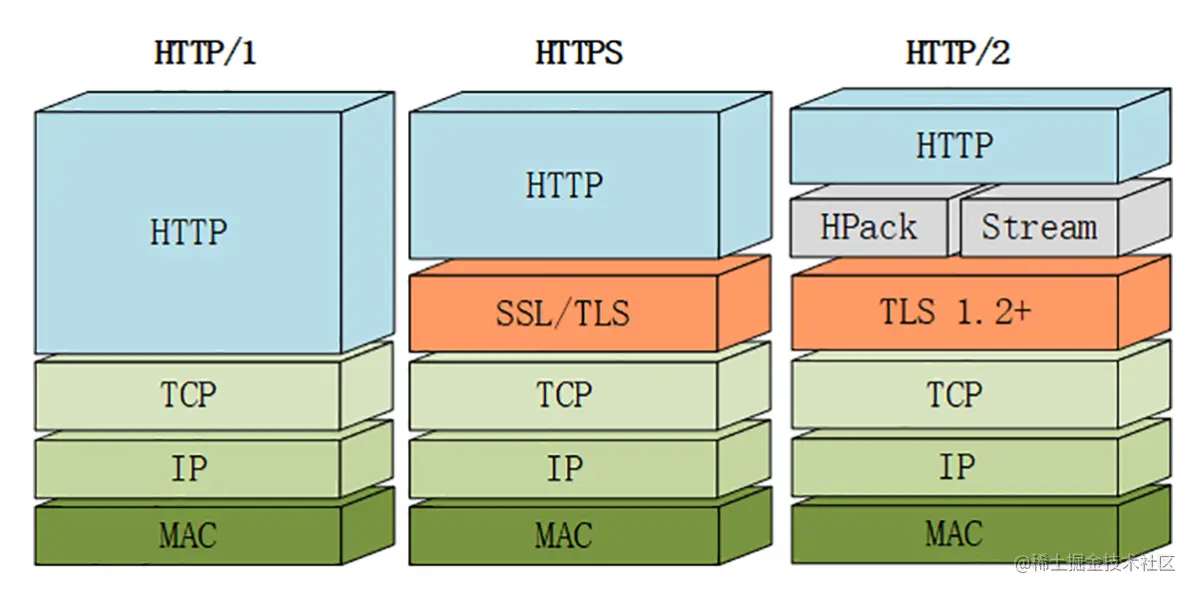 HTTP/1
HTTPS
HTTP/2
HTTP
TCP
IP
MAC
HTTP
SSL/TLS
TCP
IP
MAC
HTTP
HPack
Stream
TLS 1.2+
TCP
IP
MAC
@稀土掘金技术社区